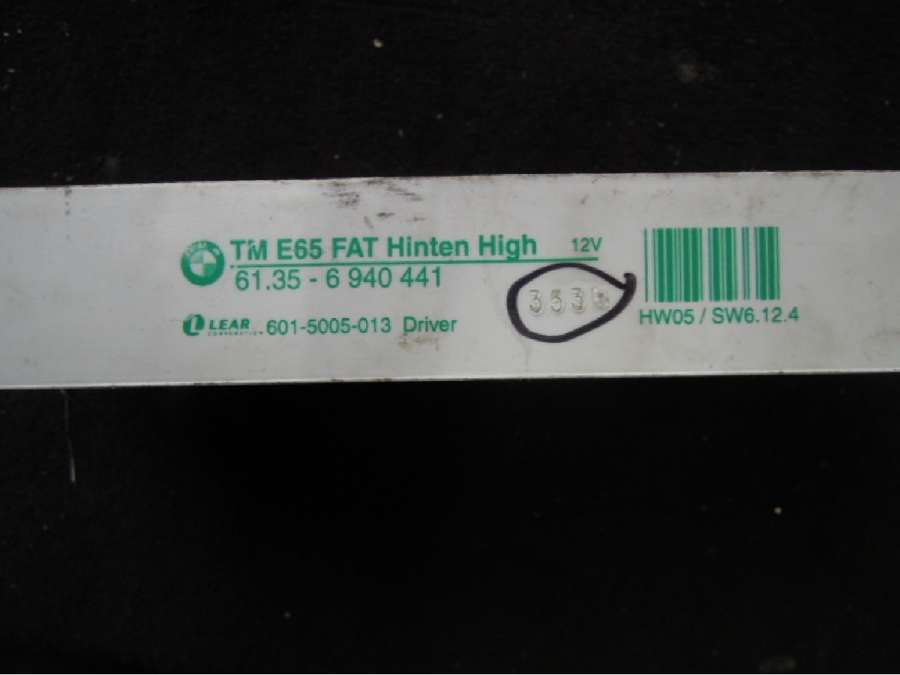 TM E65 FAT Hinten High 12V
61.35 - 6 940 441
LEAR CORPORATION 601-5005-013 Driver
HW05 / SW6.12.4